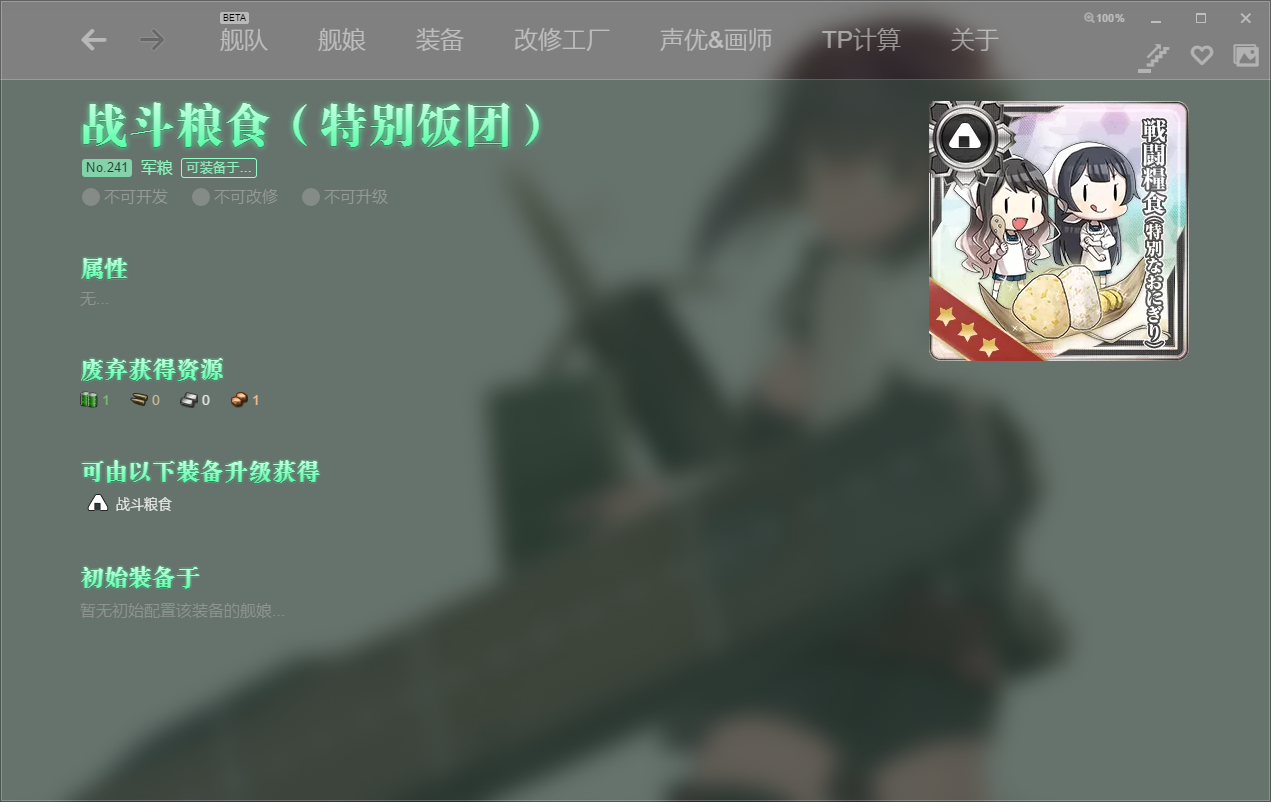 BETA
舰队 舰娘 装备 改修工厂 声优&画师 TP计算 关于
100%
战斗粮食（特别饭团）
No.241 军粮 可装备于...
不可开发 不可改修 不可升级
属性
无...
废弃获得资源
1 0 0 1
可由以下装备升级获得
战斗粮食
初始装备于
暂无初始配置该装备的舰娘...
戦闘糧食(特別なおにぎり)